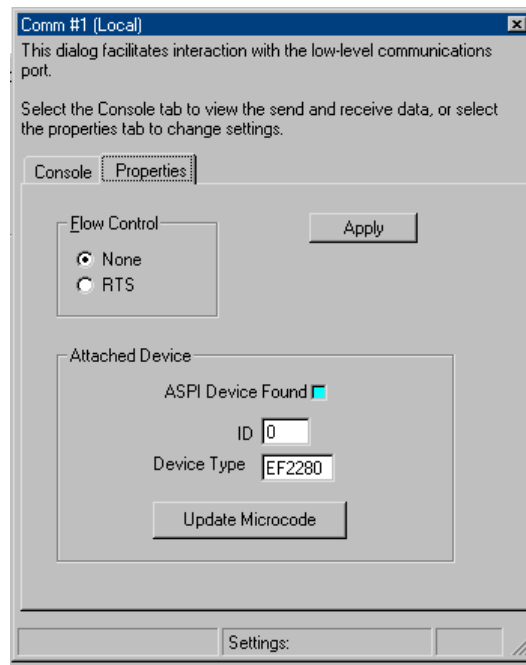 Comm #1 (Local)
This dialog facilitates interaction with the low-level communications
port.
Select the Console tab to view the send and receive data, or select
the properties tab to change settings.
Console Properties
Flow Control
Apply
None
RTS
Attached Device
ASPI Device Found
ID 0
Device Type EF2280
Update Microcode
Settings: